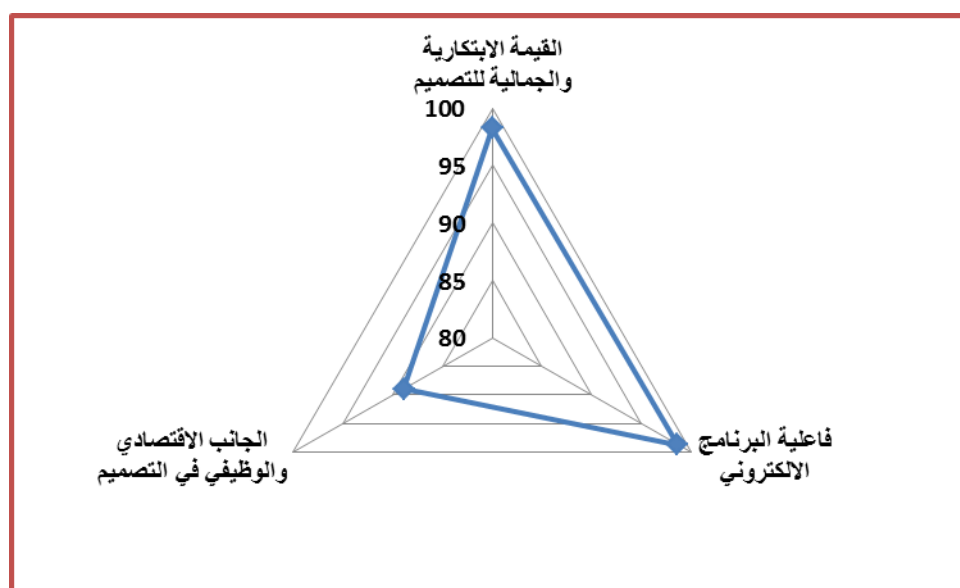 القيمة الابتكارية
والجمالية للتصميم
100
95
90
85
80
فاعلية البرنامج
الالكتروني
الجانب الاقتصادي
والوظيفي في التصميم